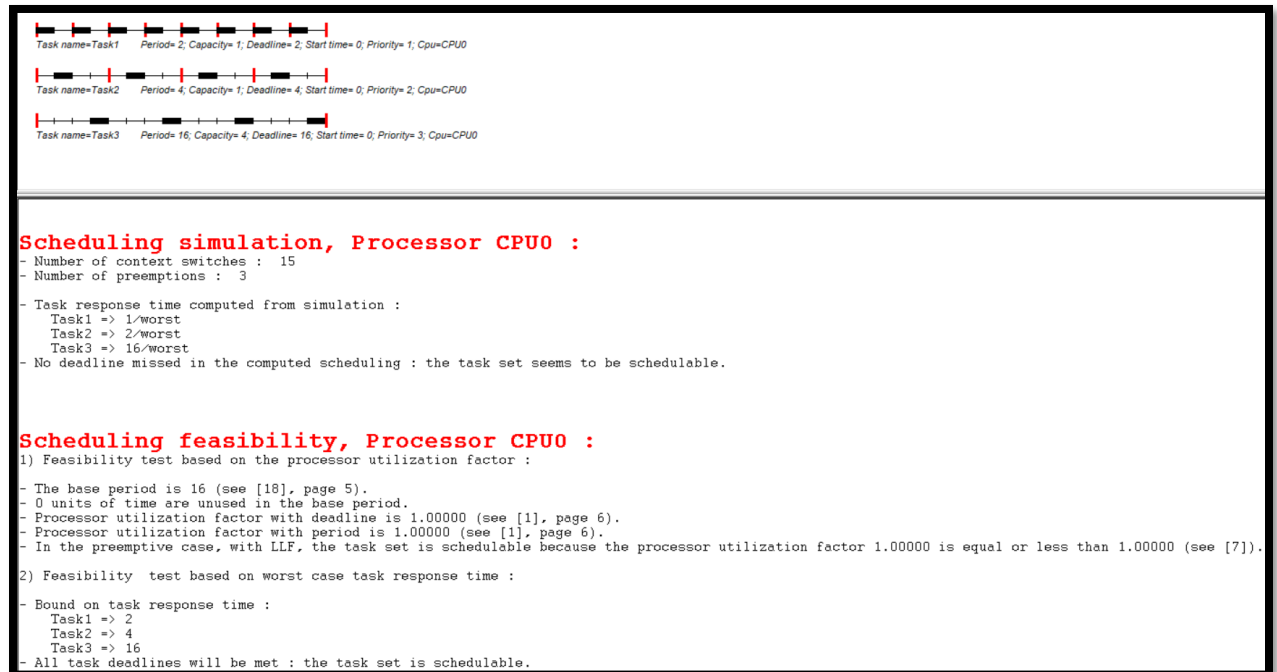 Task name=Task1 Period= 2; Capacity= 1; Deadline= 2; Start time= 0; Priority= 1; Cpu=CPU0
Task name=Task2 Period= 4; Capacity= 1; Deadline= 4; Start time= 0; Priority= 2; Cpu=CPU0
Task name=Task3 Period= 16; Capacity= 4; Deadline= 16; Start time= 0; Priority= 3; Cpu=CPU0
Scheduling simulation, Processor CPU0 :
- Number of context switches : 15
- Number of preemptions : 3
- Task response time computed from simulation :
Task1 => 1/worst
Task2 => 2/worst
Task3 => 16/worst
- No deadline missed in the computed scheduling : the task set seems to be schedulable.
Scheduling feasibility, Processor CPU0 :
1) Feasibility test based on the processor utilization factor :
- The base period is 16 (see [18], page 5).
- 0 units of time are unused in the base period.
- Processor utilization factor with deadline is 1.00000 (see [1], page 6).
- Processor utilization factor with period is 1.00000 (see [1], page 6).
- In the preemptive case, with LLF, the task set is schedulable because the processor utilization factor 1.00000 is equal or less than 1.00000 (see [7]).
2) Feasibility test based on worst case task response time :
- Bound on task response time :
Task1 => 2
Task2 => 4
Task3 => 16
- All task deadlines will be met : the task set is schedulable.